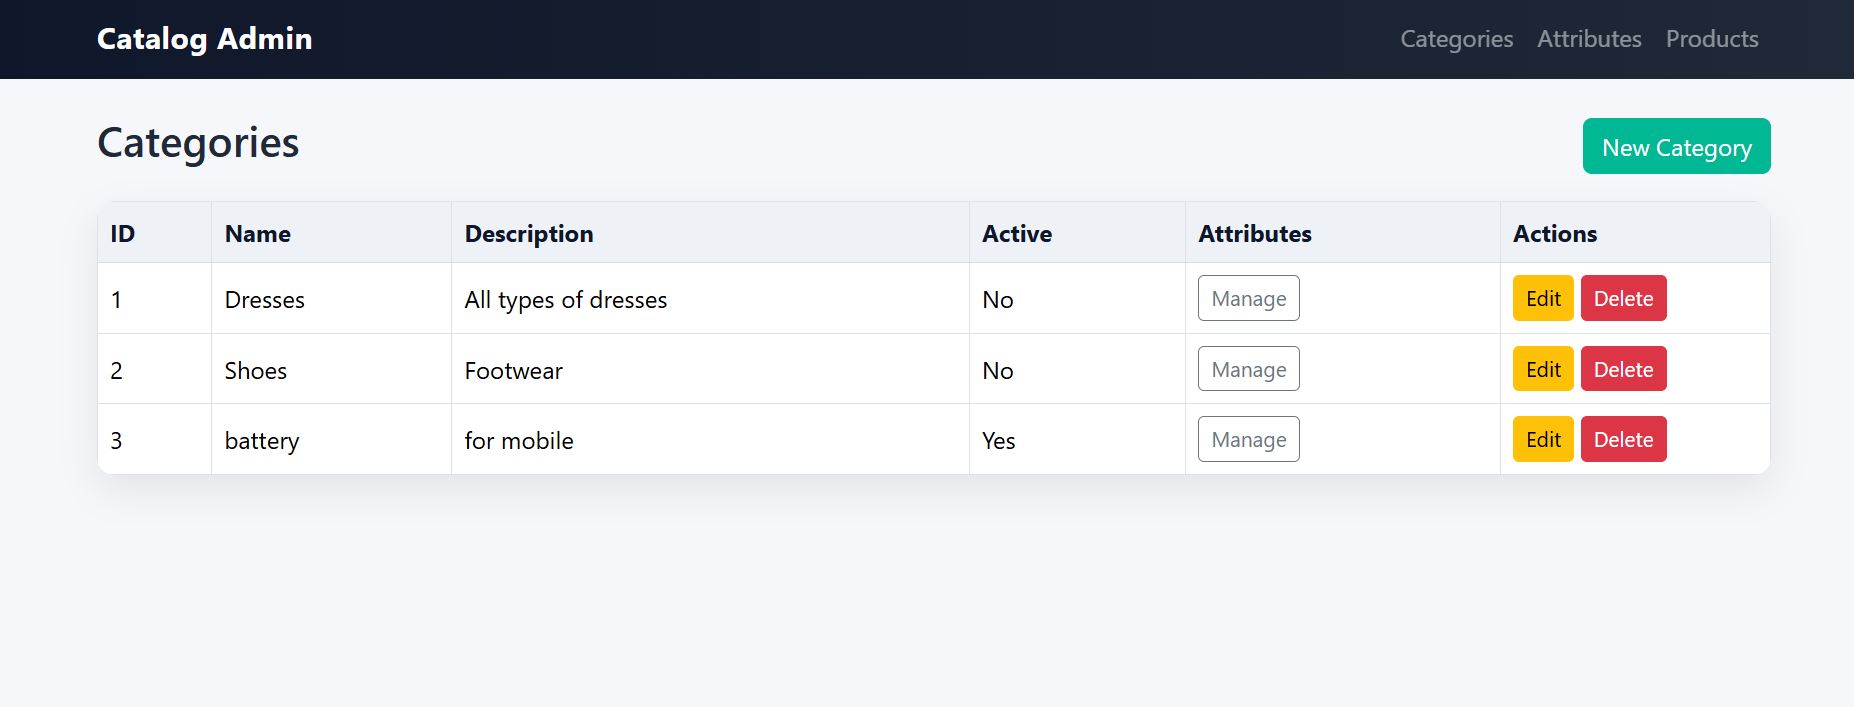 Catalog Admin Categories Attributes Products
Categories New Category
ID Name Description Active Attributes Actions
1 Dresses All types of dresses No Manage Edit Delete
2 Shoes Footwear No Manage Edit Delete
3 battery for mobile Yes Manage Edit Delete